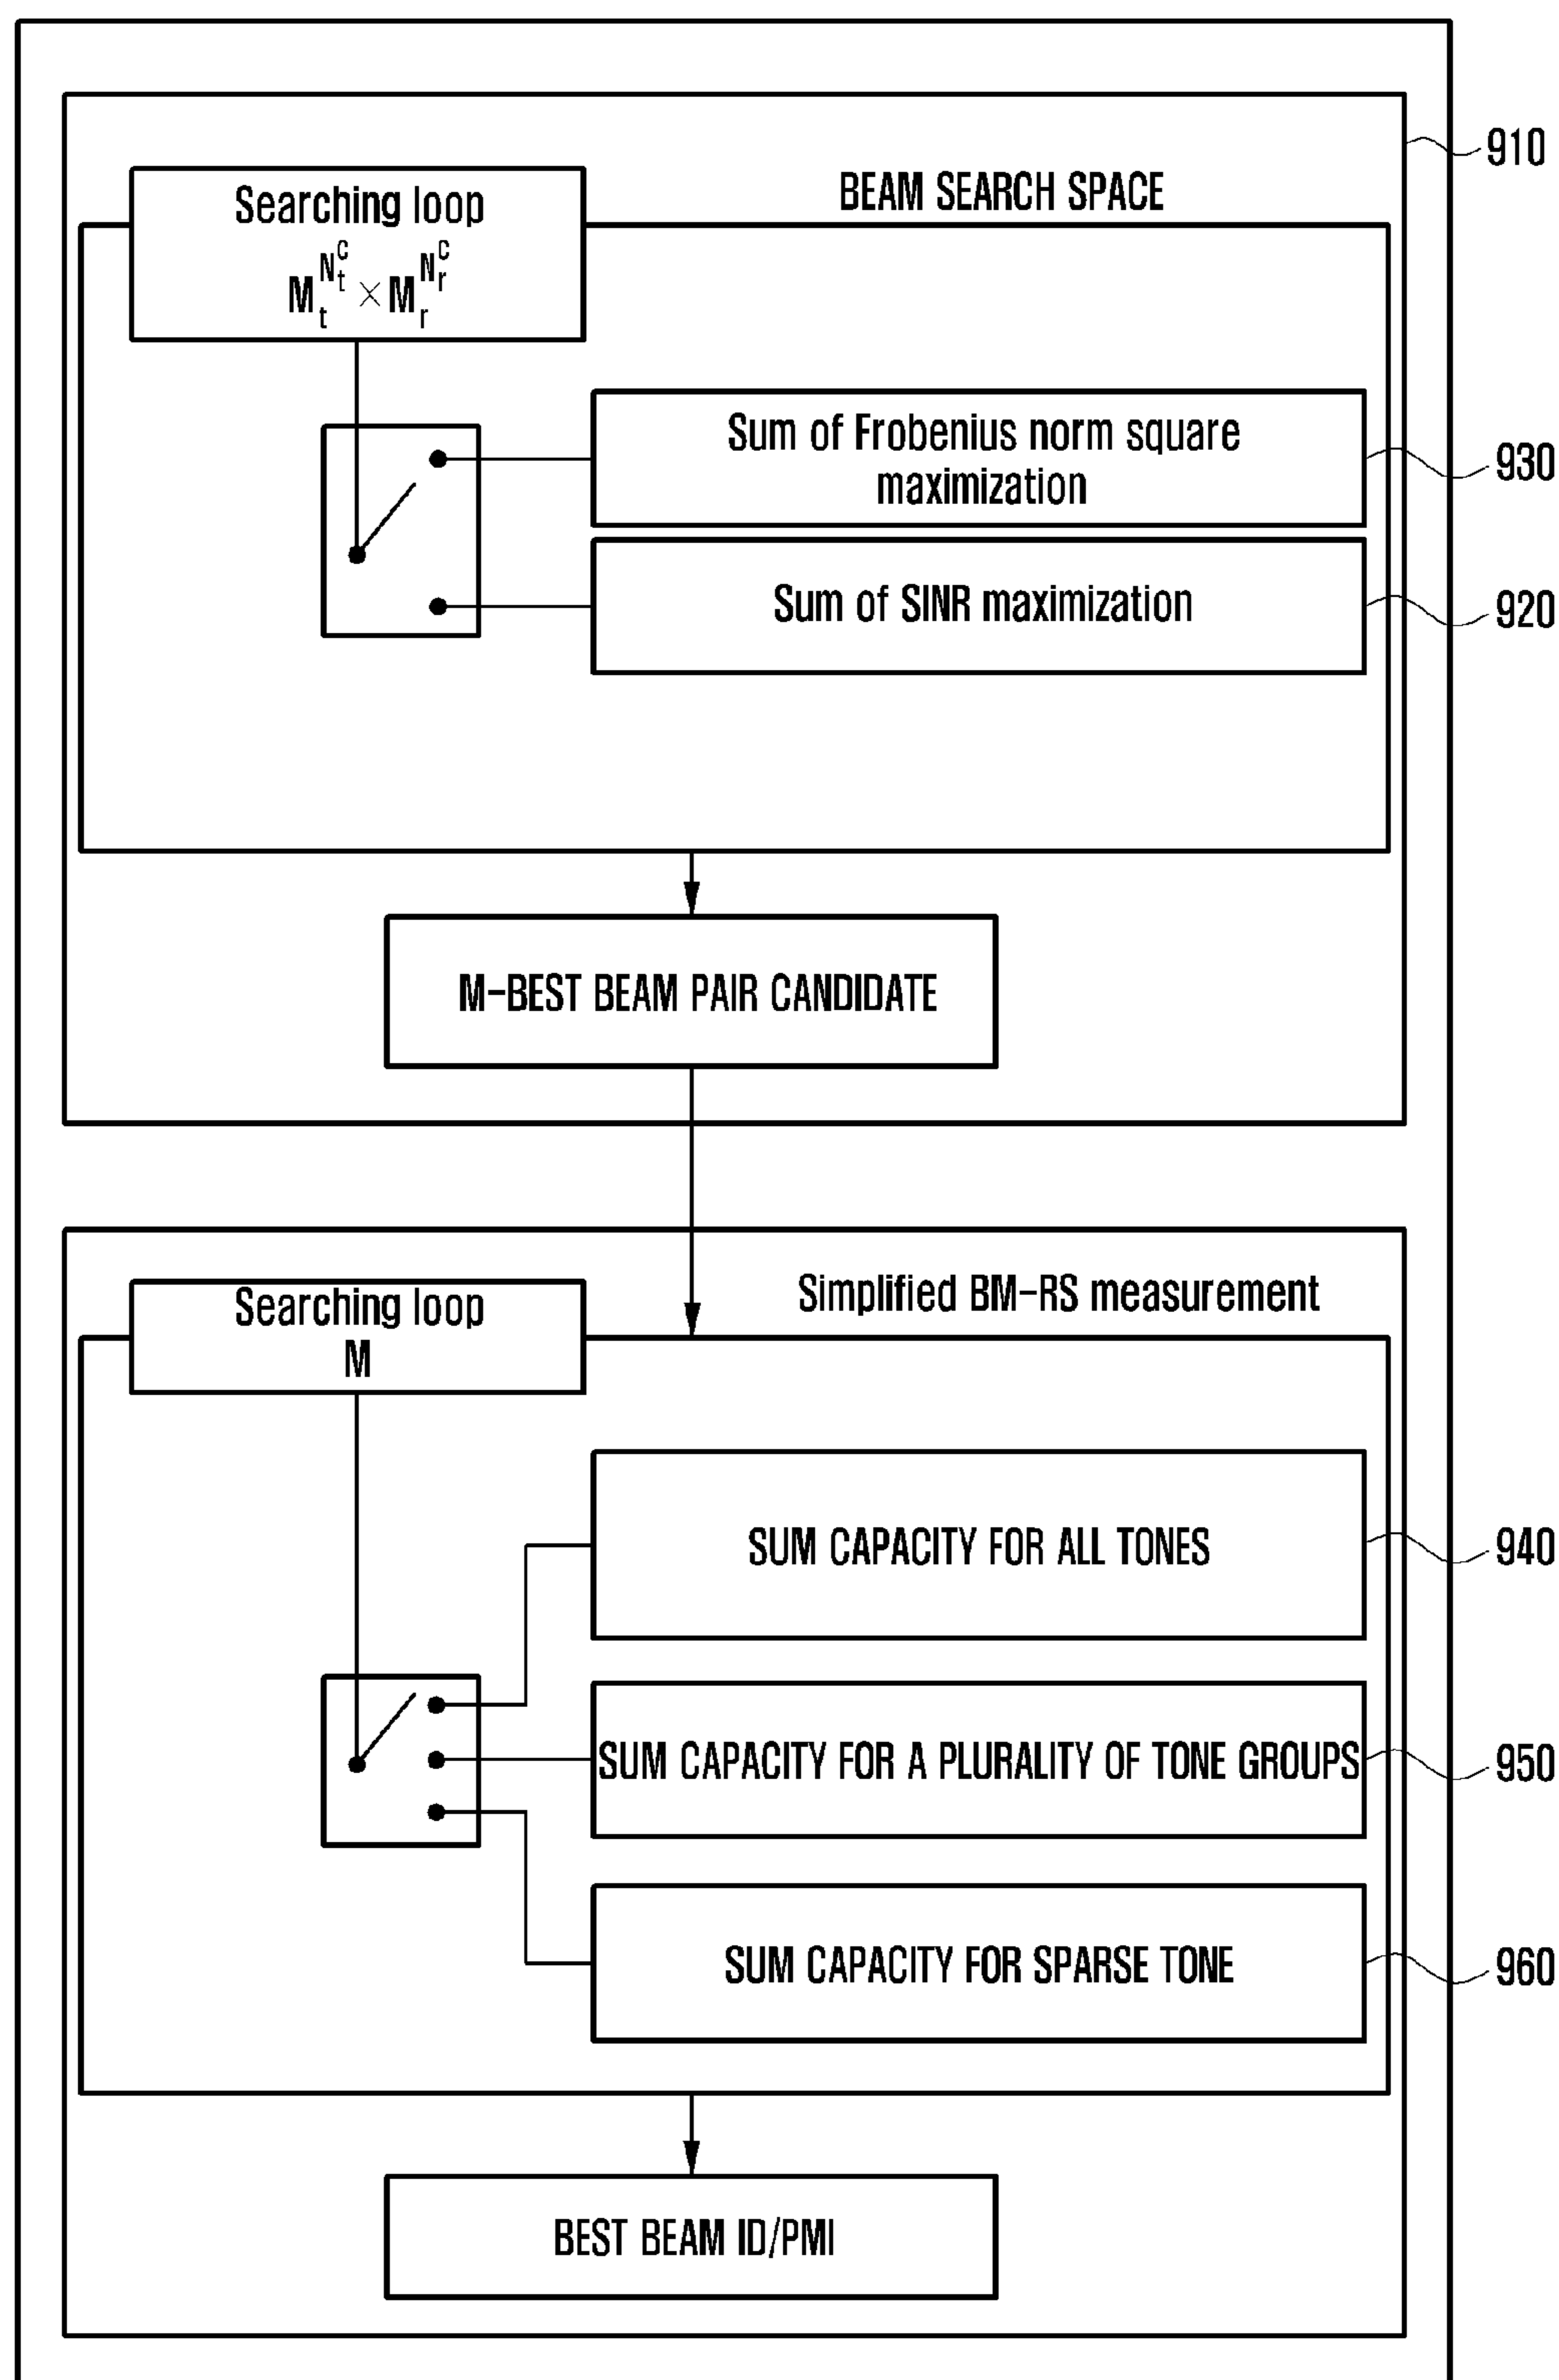 910
BEAM SEARCH SPACE
Searching loop
M_t^{N_t^c} × M_r^{N_r^c}
Sum of Frobenius norm square
maximization
930
Sum of SINR maximization
920
M-BEST BEAM PAIR CANDIDATE
Simplified BM-RS measurement
Searching loop
M
SUM CAPACITY FOR ALL TONES
940
SUM CAPACITY FOR A PLURALITY OF TONE GROUPS
950
SUM CAPACITY FOR SPARSE TONE
960
BEST BEAM ID/PMI